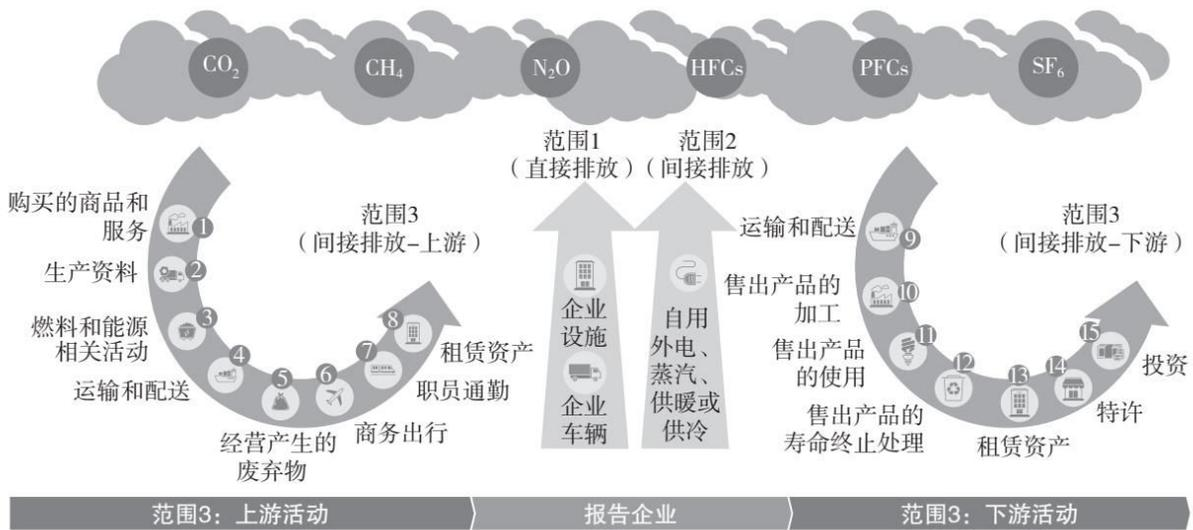 CO₂
CH₄
N₂O
HFCs
PFCs
SF₆
范围1
（直接排放）
范围2
（间接排放）
范围3
（间接排放-上游）
购买的商品和
服务
1
生产资料
2
燃料和能源
相关活动
3
运输和配送
4
经营产生的
废弃物
5
商务出行
6
职员通勤
7
租赁资产
8
企业
设施
企业
车辆
自用
外电、
蒸汽、
供暖或
供冷
范围3
（间接排放-下游）
运输和配送
9
售出产品的
加工
10
售出产品
的使用
11
售出产品的
寿命终止处理
12
租赁资产
13
特许
14
投资
15
范围3：上游活动
报告企业
范围3：下游活动